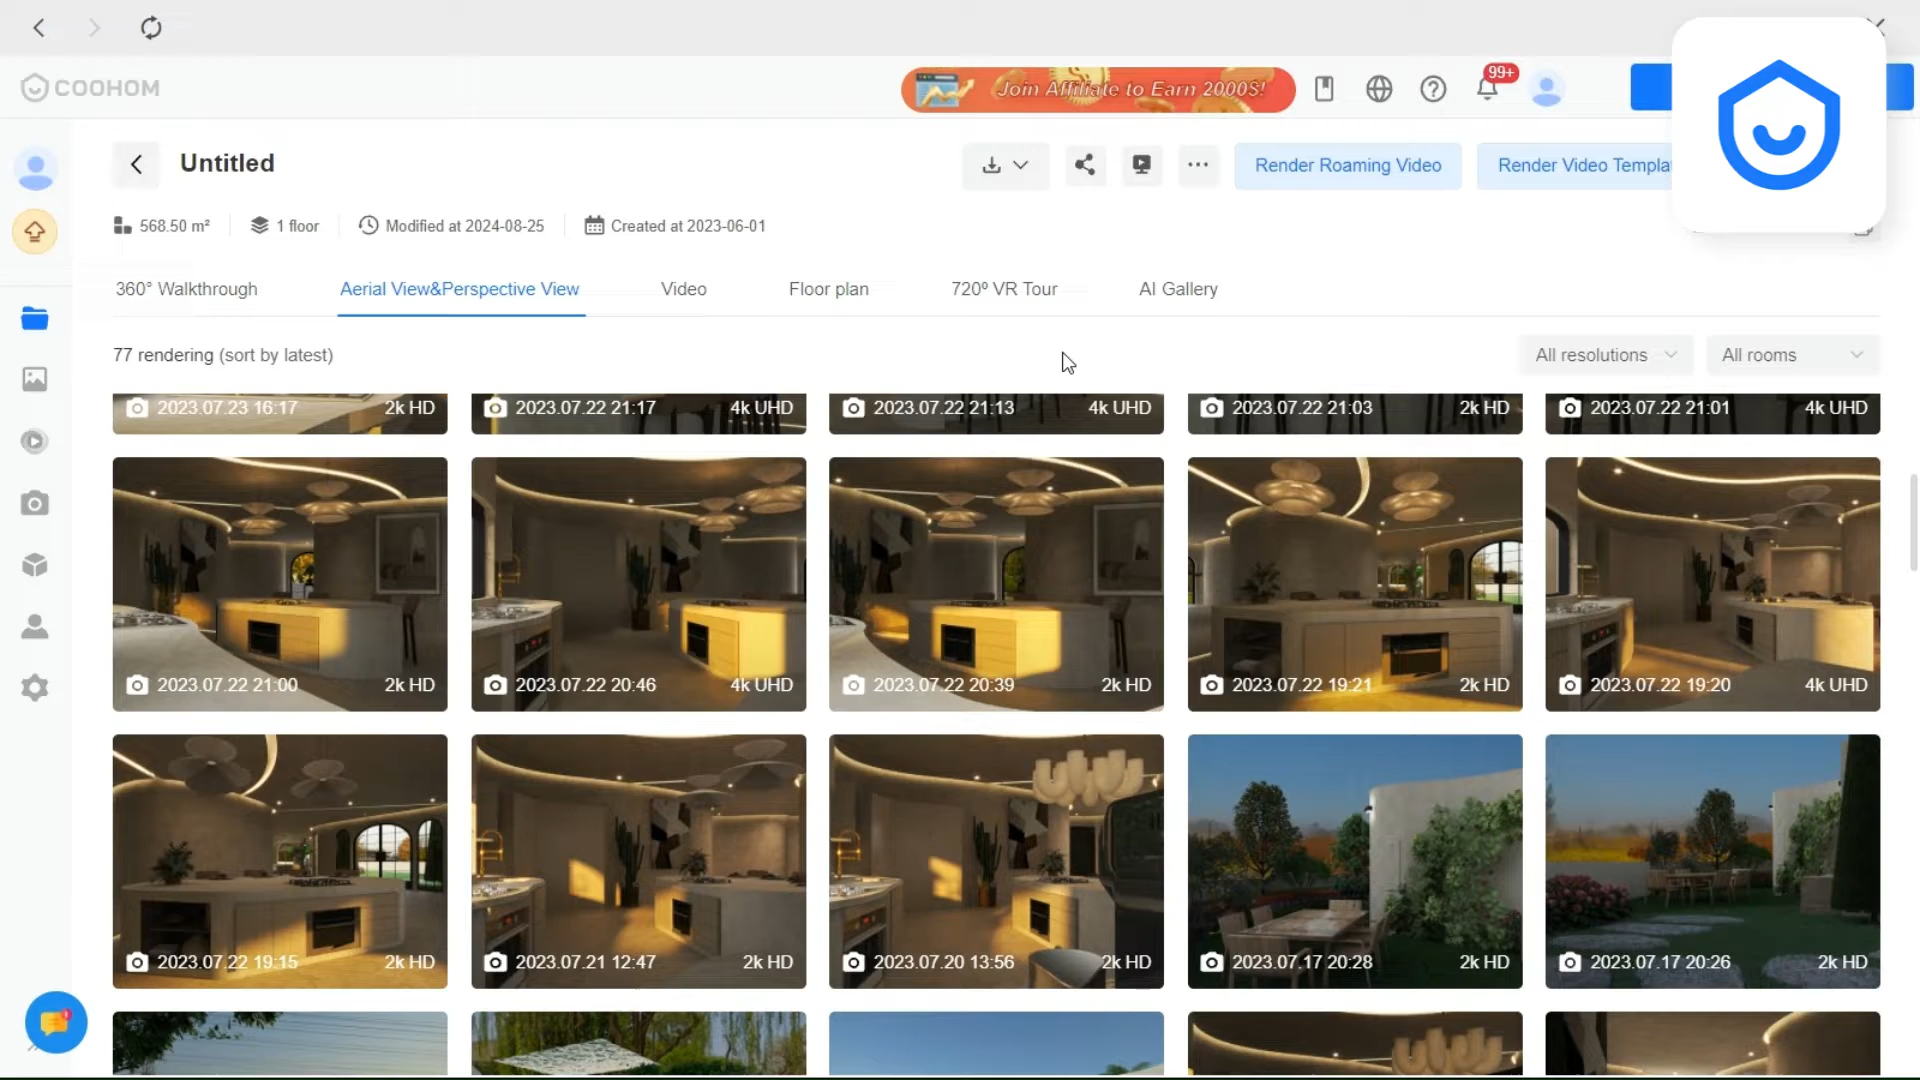 COOHOM
Join Affiliate to Earn 2000$!
99+
Untitled
Render Roaming Video
Render Video Templa
568.50 m²
1 floor
Modified at 2024-08-25
Created at 2023-06-01
360° Walkthrough
Aerial View&Perspective View
Video
Floor plan
720º VR Tour
AI Gallery
77 rendering (sort by latest)
All resolutions
All rooms
2023.07.23 16:17 2k HD
2023.07.22 21:17 4k UHD
2023.07.22 21:13 4k UHD
2023.07.22 21:03 2k HD
2023.07.22 21:01 4k UHD
2023.07.22 21:00 2k HD
2023.07.22 20:46 4k UHD
2023.07.22 20:39 2k HD
2023.07.22 19:21 2k HD
2023.07.22 19:20 4k UHD
2023.07.22 19:15 2k HD
2023.07.21 12:47 2k HD
2023.07.20 13:56 2k HD
2023.07.17 20:28 2k HD
2023.07.17 20:26 2k HD